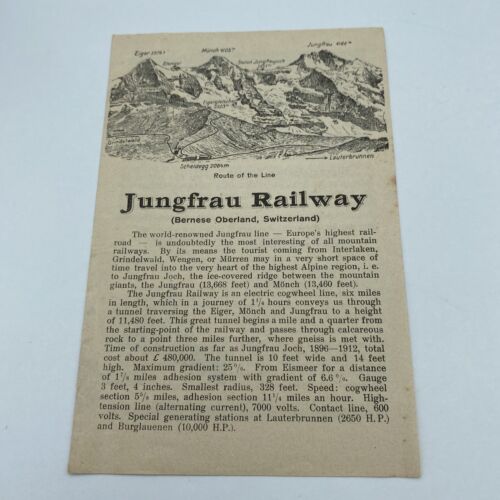 Eiger 3975 m
Mönch 4105 m
Jungfrau 4166 m
Eismeer
Grindelwald
Scheidegg 2064 m
Lauterbrunnen
Route of the Line
Jungfrau Railway
(Bernese Oberland, Switzerland)
The world-renowned Jungfrau line — Europe's highest rail-
road — is undoubtedly the most interesting of all mountain
railways. By its means the tourist coming from Interlaken,
Grindelwald, Wengen, or Mürren may in a very short space of
time travel into the very heart of the highest Alpine region, i. e.
to Jungfrau Joch, the ice-covered ridge between the mountain
giants, the Jungfrau (13,668 feet) and Mönch (13,460 feet).
The Jungfrau Railway is an electric cogwheel line, six miles
in length, which in a journey of 1¼ hours conveys us through
a tunnel traversing the Eiger, Mönch and Jungfrau to a height
of 11,480 feet. This great tunnel begins a mile and a quarter from
the starting-point of the railway and passes through calcareous
rock to a point three miles further, where gneiss is met with.
Time of construction as far as Jungfrau Joch, 1896—1912, total
cost about £ 480,000. The tunnel is 10 feet wide and 14 feet
high. Maximum gradient: 25%. From Eismeer for a distance
of 1⅞ miles adhesion system with gradient of 6.6%. Gauge
3 feet, 4 inches. Smallest radius, 328 feet. Speed: cogwheel
section 5⅝ miles, adhesion section 11¼ miles an hour. High-
tension line (alternating current), 7000 volts. Contact line, 600
volts. Special generating stations at Lauterbrunnen (2650 H.P.)
and Burglauenen (10,000 H.P.).